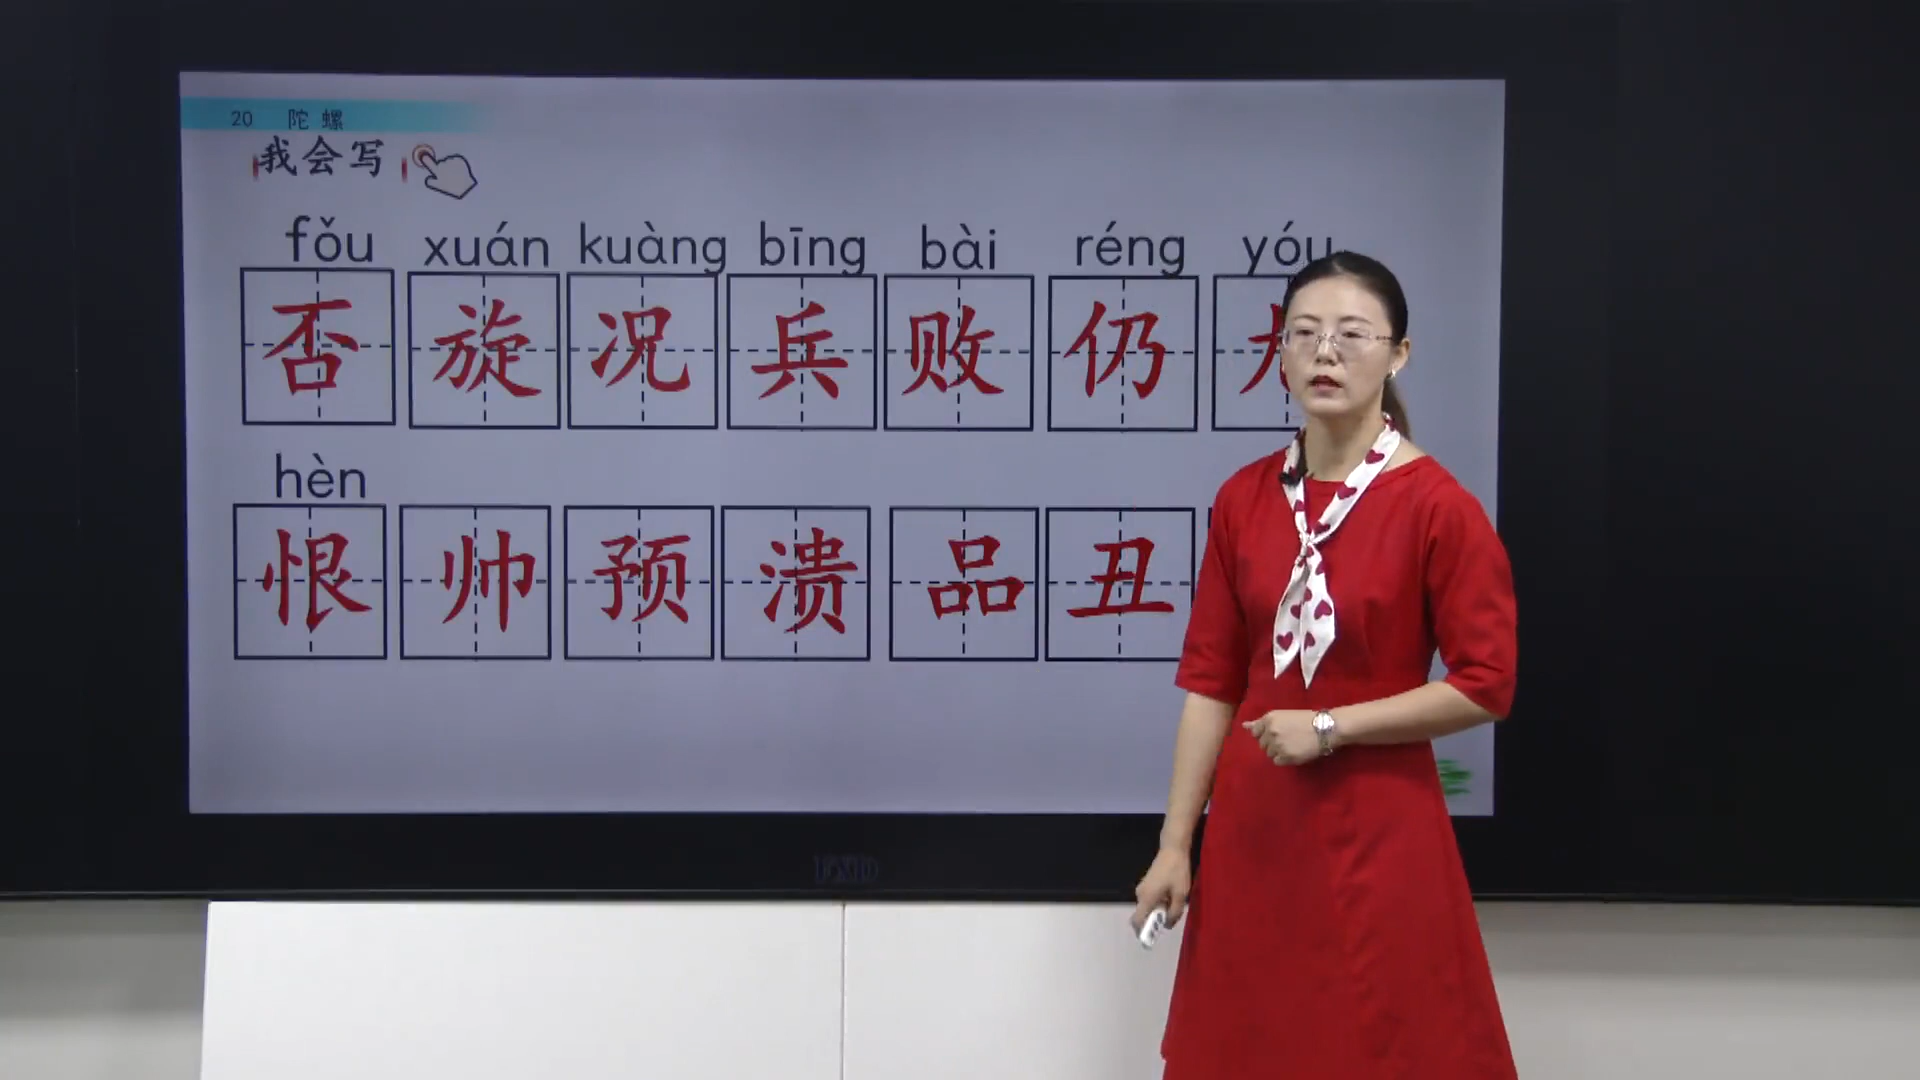 20 陀 螺
我会写
fǒu xuán kuàng bīng bài réng yóu
否 旋 况 兵 败 仍
hèn
恨 帅 预 溃 品 丑